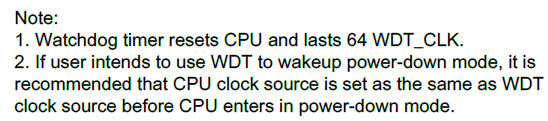 Note:
1. Watchdog timer resets CPU and lasts 64 WDT_CLK.
2. If user intends to use WDT to wakeup power-down mode, it is
recommended that CPU clock source is set as the same as WDT
clock source before CPU enters in power-down mode.